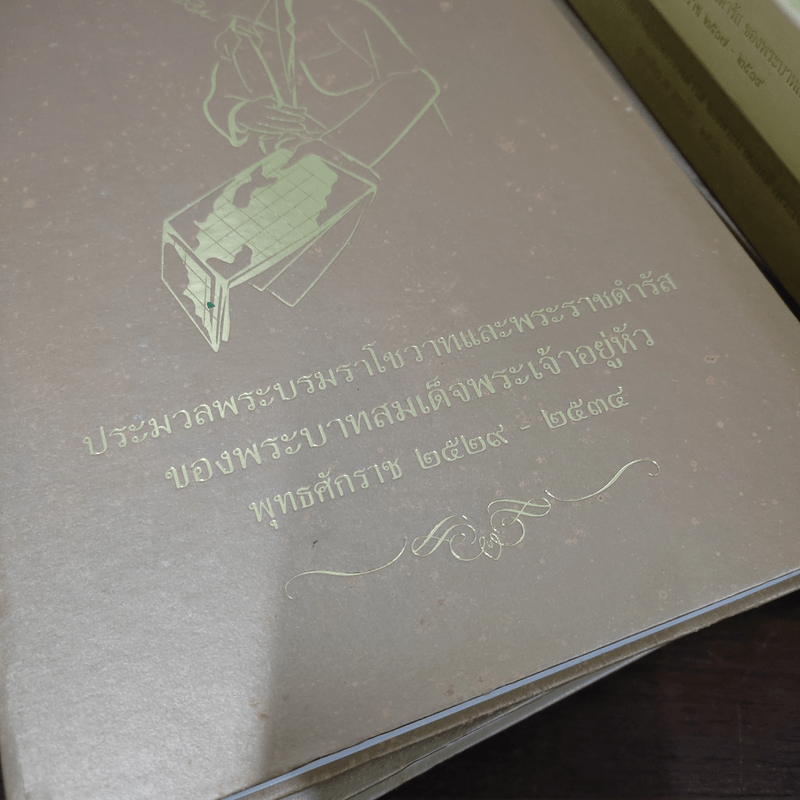 ประมวลพระบรมราโชวาทและพระราชดำรัส
ของพระบาทสมเด็จพระเจ้าอยู่หัว
พุทธศักราช ๒๕๒๙ - ๒๕๓๔